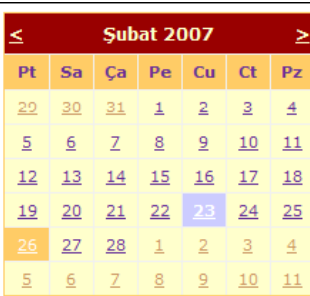 < Şubat 2007 >
Pt Sa Ça Pe Cu Ct Pz
29 30 31 1 2 3 4
5 6 7 8 9 10 11
12 13 14 15 16 17 18
19 20 21 22 23 24 25
26 27 28 1 2 3 4
5 6 7 8 9 10 11